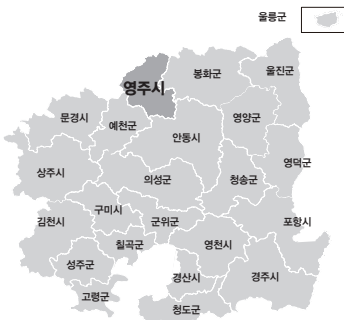 울릉군
봉화군
울진군
영주시
문경시
예천군
영양군
안동시
영덕군
상주시
의성군
청송군
구미시
김천시
군위군
포항시
칠곡군
영천시
성주군
경산시
경주시
고령군
청도군